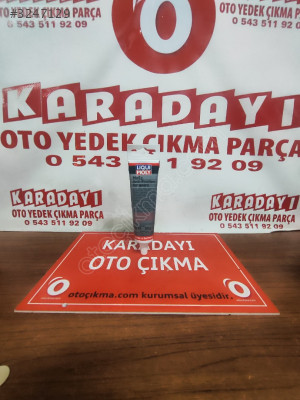 #3247129
YEDEK ÇIKMA PARÇA
0 543 511 92 09
KARADAYI
OTO YEDEK ÇIKMA PARÇA
0 543 511 92 09
KARADAYI
OTO YEDEK ÇIKMA PARÇA
0 543 511 92 09
LIQUI
MOLY
KARADAYI
OTO ÇIKMA
otoçıkma.com kurumsal üyesidir.